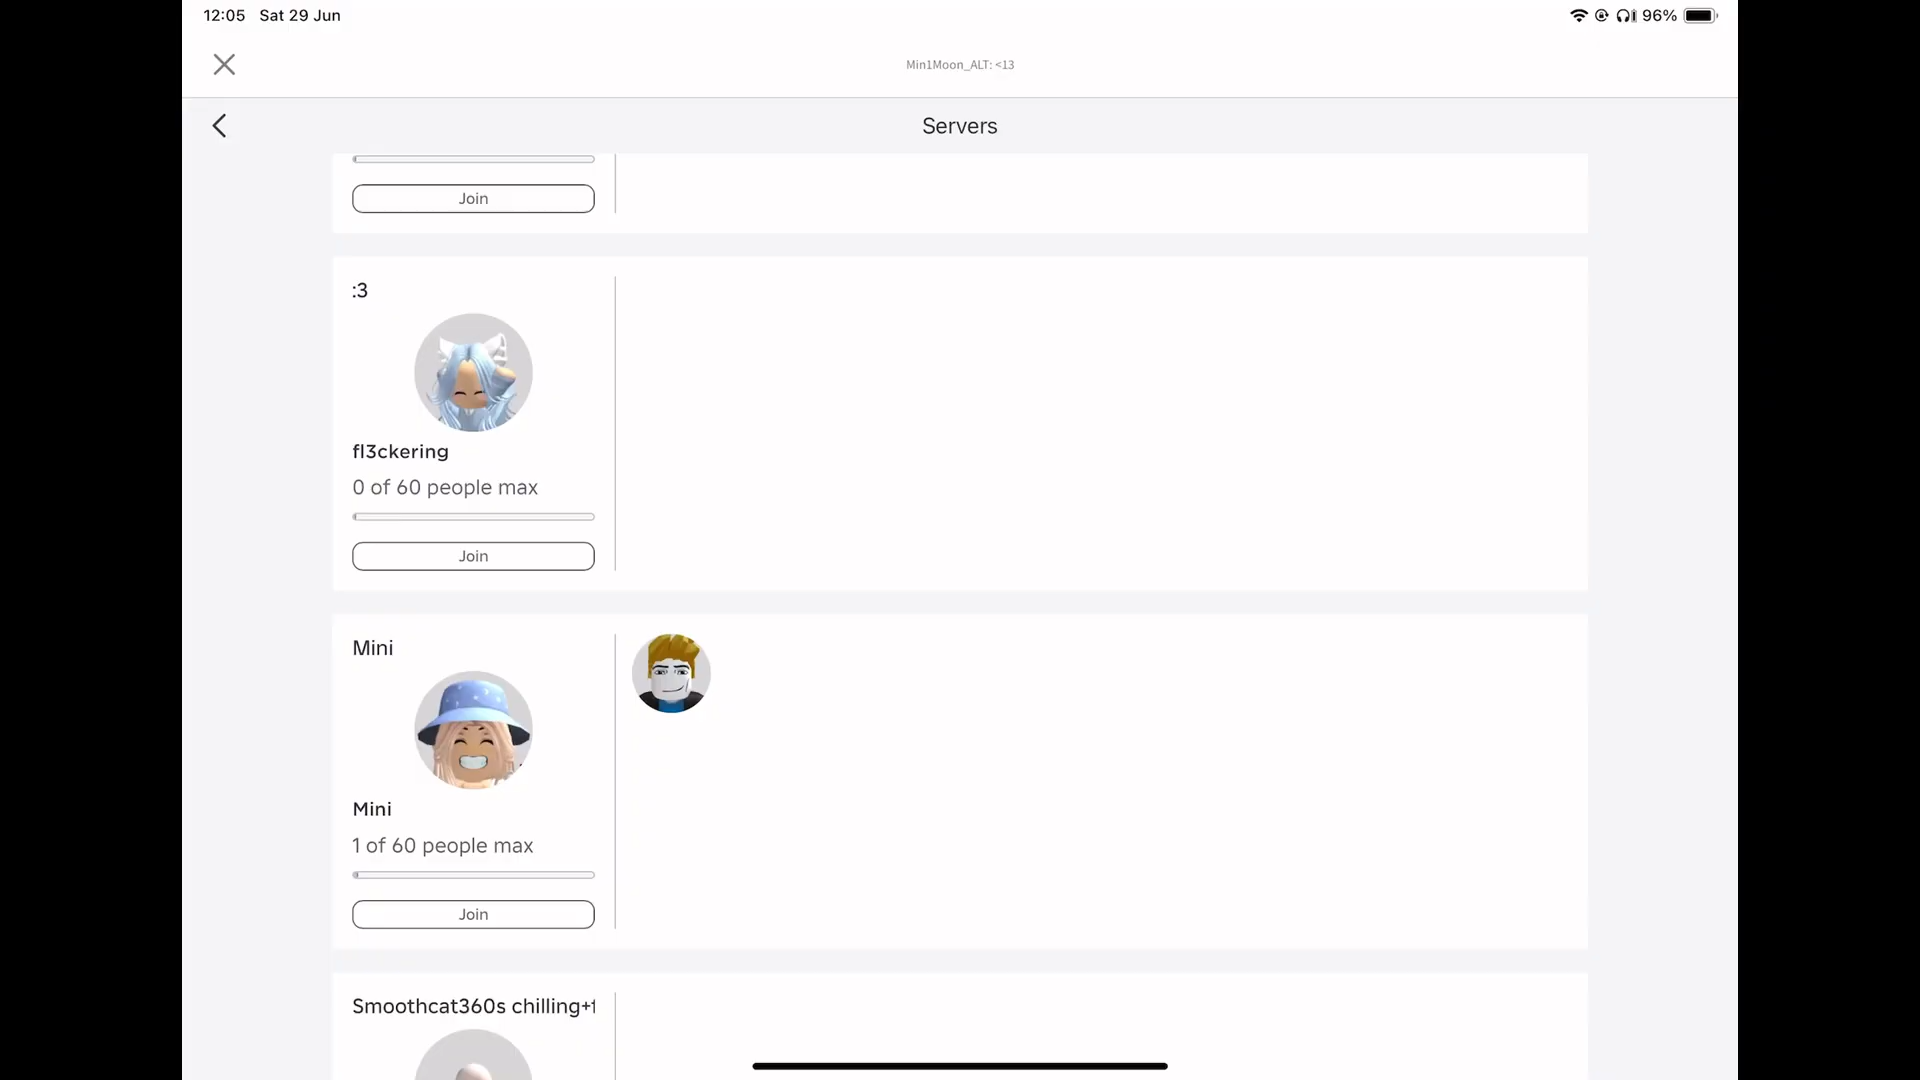 12:05 Sat 29 Jun
96%
Min1Moon_ALT: <13
Servers
Join
:3
fl3ckering
0 of 60 people max
Join
Mini
Mini
1 of 60 people max
Join
Smoothcat360s chilling+f